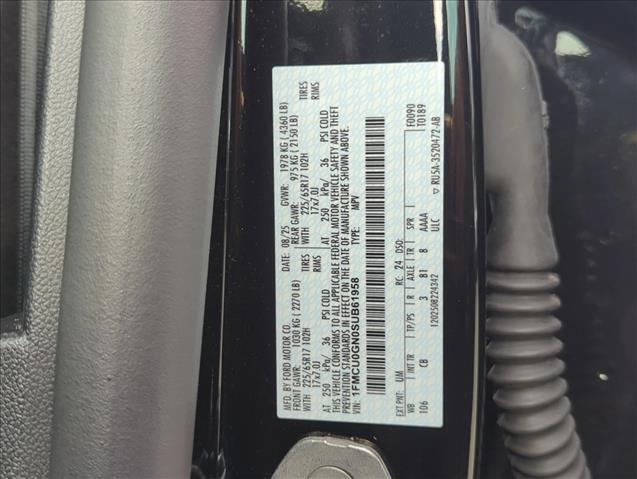 MFD. BY FORD MOTOR CO.
DATE: 08/25 GVWR: 1978 KG ( 4360 LB)
FRONT GAWR: 1030 KG ( 2270 LB) REAR GAWR: 975 KG ( 2150 LB)
225/65R17 102H TIRES WITH 225/65R17 102H TIRES
17x7.0J RIMS 17x7.0J RIMS
AT 250 kPa/ 36 PSI COLD AT 250 kPa/ 36 PSI COLD
THIS VEHICLE CONFORMS TO ALL APPLICABLE FEDERAL MOTOR VEHICLE SAFETY AND THEFT
PREVENTION STANDARDS IN EFFECT ON THE DATE OF MANUFACTURE SHOWN ABOVE.
VIN: 1FMCU0GN0SUB61958 TYPE: MPV
F0090
T0189
EXT PNT: UM RC: 24 DSO:
WB INT TR TP/PS R AXLE TR SPR
106 CB 3 B1 8 AAAA
ULC
1202508224342
▽ RU5A-3520472-AB